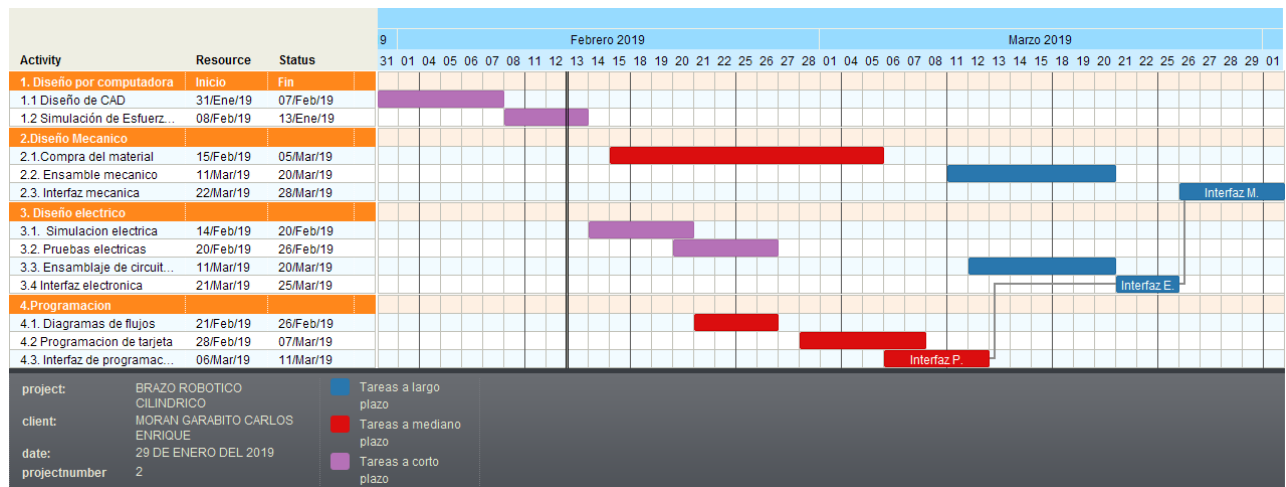 9 Febrero 2019 Marzo 2019
Activity Resource Status 31 01 04 05 06 07 08 11 12 13 14 15 18 19 20 21 22 25 26 27 28 01 04 05 06 07 08 11 12 13 14 15 18 19 20 21 22 25 26 27 28 29 01
1. Diseño por computadora Inicio Fin
1.1 Diseño de CAD 31/Ene/19 07/Feb/19
1.2 Simulación de Esfuerz... 08/Feb/19 13/Ene/19
2.Diseño Mecanico
2.1.Compra del material 15/Feb/19 05/Mar/19
2.2. Ensamble mecanico 11/Mar/19 20/Mar/19
2.3. Interfaz mecanica 22/Mar/19 28/Mar/19 Interfaz M.
3. Diseño electrico
3.1. Simulacion electrica 14/Feb/19 20/Feb/19
3.2. Pruebas electricas 20/Feb/19 26/Feb/19
3.3. Ensamblaje de circuit... 11/Mar/19 20/Mar/19
3.4 Interfaz electronica 21/Mar/19 25/Mar/19 Interfaz E.
4.Programacion
4.1. Diagramas de flujos 21/Feb/19 26/Feb/19
4.2 Programacion de tarjeta 28/Feb/19 07/Mar/19
4.3. Interfaz de programac... 06/Mar/19 11/Mar/19 Interfaz P.
project: BRAZO ROBOTICO
CILINDRICO
client: MORAN GARABITO CARLOS
ENRIQUE
date: 29 DE ENERO DEL 2019
projectnumber 2
Tareas a largo
plazo
Tareas a mediano
plazo
Tareas a corto
plazo